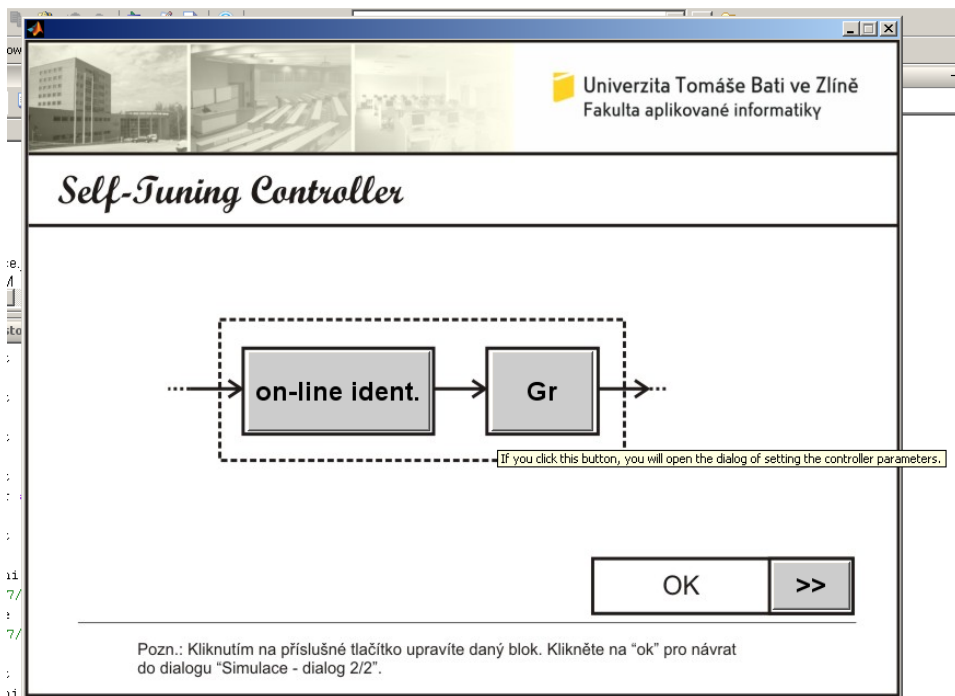 Univerzita Tomáše Bati ve Zlíně
Fakulta aplikované informatiky
Self-Tuning Controller
on-line ident.
Gr
If you click this button, you will open the dialog of setting the controller parameters.
OK
>>
Pozn.: Kliknutím na příslušné tlačítko upravíte daný blok. Klikněte na “ok” pro návrat
do dialogu “Simulace - dialog 2/2”.